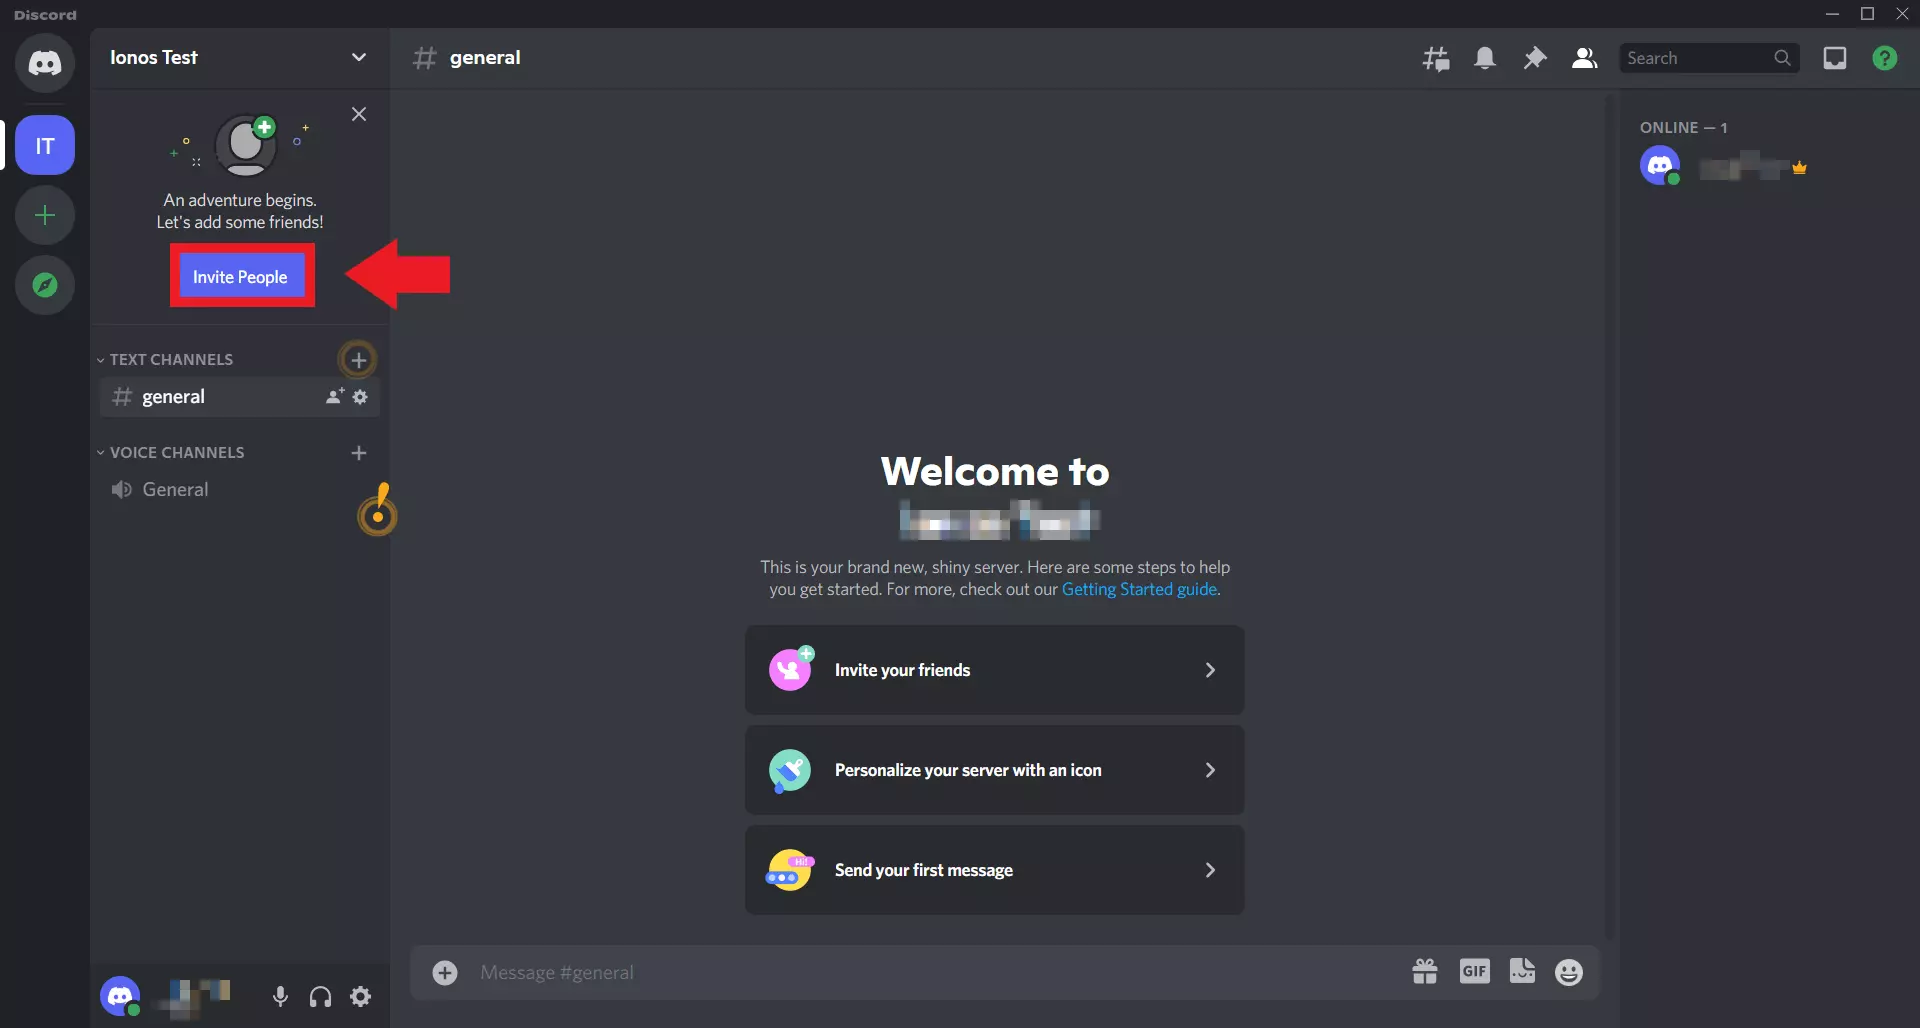 Discord
Ionos Test
general
Search
IT
An adventure begins.
Let's add some friends!
Invite People
TEXT CHANNELS
general
VOICE CHANNELS
General
Welcome to
This is your brand new, shiny server. Here are some steps to help
you get started. For more, check out our Getting Started guide.
Invite your friends
Personalize your server with an icon
Hi!
Send your first message
Message #general
GIF
ONLINE — 1